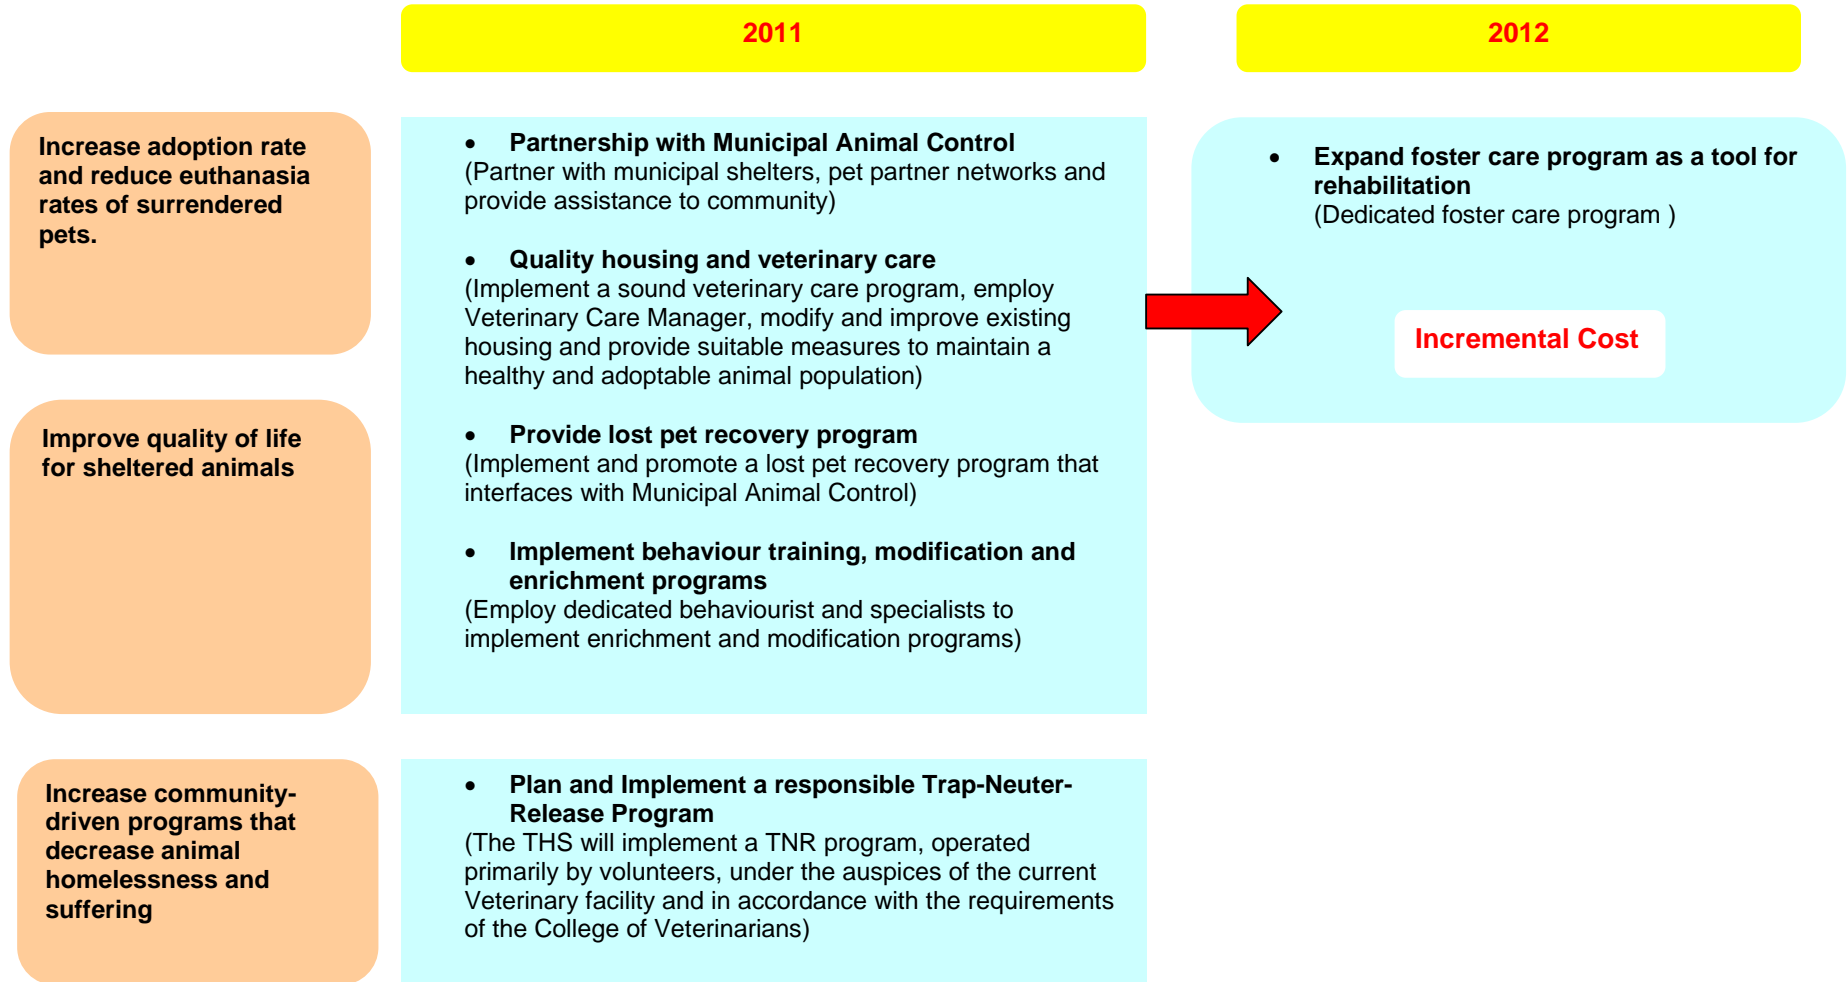 2011
2012
Increase adoption rate
and reduce euthanasia
rates of surrendered
pets.
Improve quality of life
for sheltered animals
• Partnership with Municipal Animal Control
(Partner with municipal shelters, pet partner networks and
provide assistance to community)
• Quality housing and veterinary care
(Implement a sound veterinary care program, employ
Veterinary Care Manager, modify and improve existing
housing and provide suitable measures to maintain a
healthy and adoptable animal population)
• Provide lost pet recovery program
(Implement and promote a lost pet recovery program that
interfaces with Municipal Animal Control)
• Implement behaviour training, modification and
enrichment programs
(Employ dedicated behaviourist and specialists to
implement enrichment and modification programs)
• Expand foster care program as a tool for
rehabilitation
(Dedicated foster care program )
Incremental Cost
Increase community-
driven programs that
decrease animal
homelessness and
suffering
• Plan and Implement a responsible Trap-Neuter-
Release Program
(The THS will implement a TNR program, operated
primarily by volunteers, under the auspices of the current
Veterinary facility and in accordance with the requirements
of the College of Veterinarians)